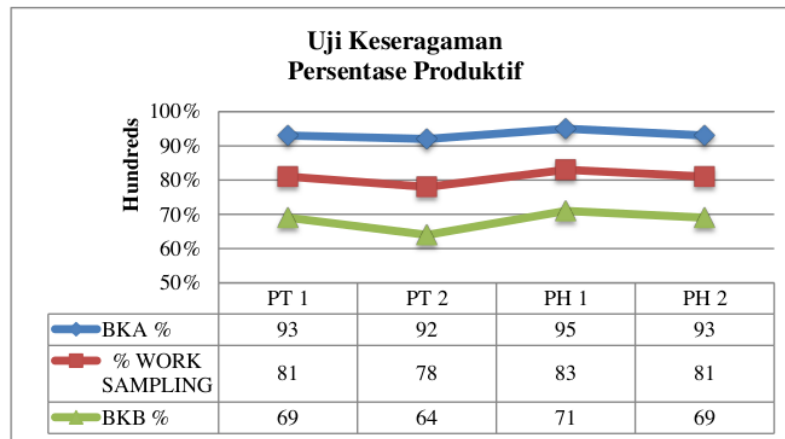 Uji Keseragaman
Persentase Produktif
Hundreds
100%
90%
80%
70%
60%
50%
PT 1 PT 2 PH 1 PH 2
BKA % 93 92 95 93
% WORK
SAMPLING 81 78 83 81
BKB % 69 64 71 69